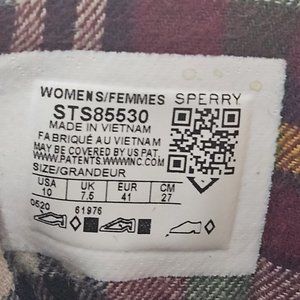 WOMENS/FEMMES SPERRY
STS85530
MADE IN VIETNAM
FABRIQUÉ AU VIETNAM
MAY BE COVERED BY US PAT.
WWW.PATENTS.WWWINC.COM
SIZE/GRANDEUR
USA UK EUR CM
10 7.5 41 27
0520 61976